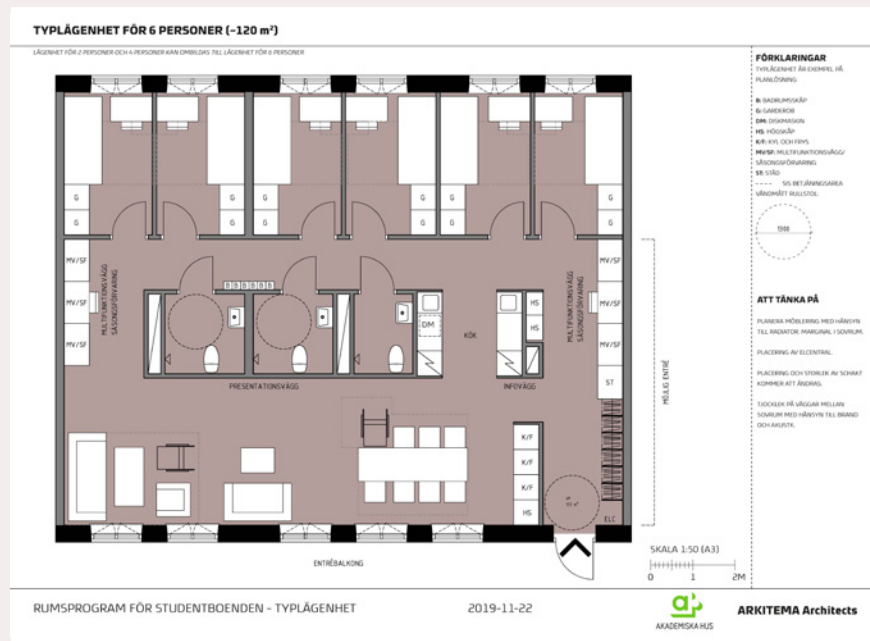 TYPLÄGENHET FÖR 6 PERSONER (~120 m²)
LÄGENHET FÖR 2 PERSONER OCH 4 PERSONER KAN OMBILDAS TILL LÄGENHET FÖR 6 PERSONER
FÖRKLARINGAR
TYPLÄGENHET ÄR EXEMPEL PÅ
PLANLÖSNING
B: BADRUMSSKÅP
G: GARDEROB
DM: DISKMASKIN
HS: HÖGSKÅP
K/F: KYL OCH FRYS
MV/SF: MULTIFUNKTIONSVÄGG/
SÄSONGSFÖRVARING
ST: STÄD
SIS BETJÄNINGSAREA
VÄNDMÅTT RULLSTOL
1300
ATT TÄNKA PÅ
PLANERA MÖBLERING MED HÄNSYN
TILL RADIATOR, MARGINAL I SOVRUM.
PLACERING AV ELCENTRAL.
PLACERING OCH STORLEK AV SCHAKT
KOMMER ATT ÄNDRAS.
TJOCKLEK PÅ VÄGGAR MELLAN
SOVRUM MED HÄNSYN TILL BRAND
OCH AKUSTIK.
G G G G G G
G G G G G G
MV/SF
MV/SF
MV/SF
MULTIFUNKTIONSVÄGG
SÄSONGSFÖRVARING
B B B B B B
DM
KÖK
HS
HS
MULTIFUNKTIONSVÄGG
SÄSONGSFÖRVARING
MV/SF
MV/SF
MV/SF
ST
MÖJLIG ENTRÉ
PRESENTATIONSVÄGG
INFOVÄGG
K/F
K/F
K/F
HS
ELC
ENTRÉBALKONG
SKALA 1:50 (A3)
0 1 2M
RUMSPROGRAM FÖR STUDENTBOENDEN - TYPLÄGENHET
2019-11-22
AKADEMISKA HUS
ARKITEMA Architects